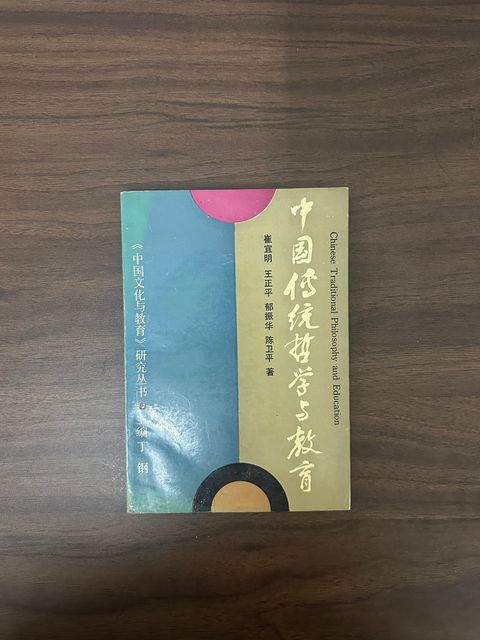 中国传统哲学与教育
Chinese Traditional Philosophy and Education
崔宜明 王正平 郁振华 陈卫平 著
《中国文化与教育》研究丛书 主编丁 钢